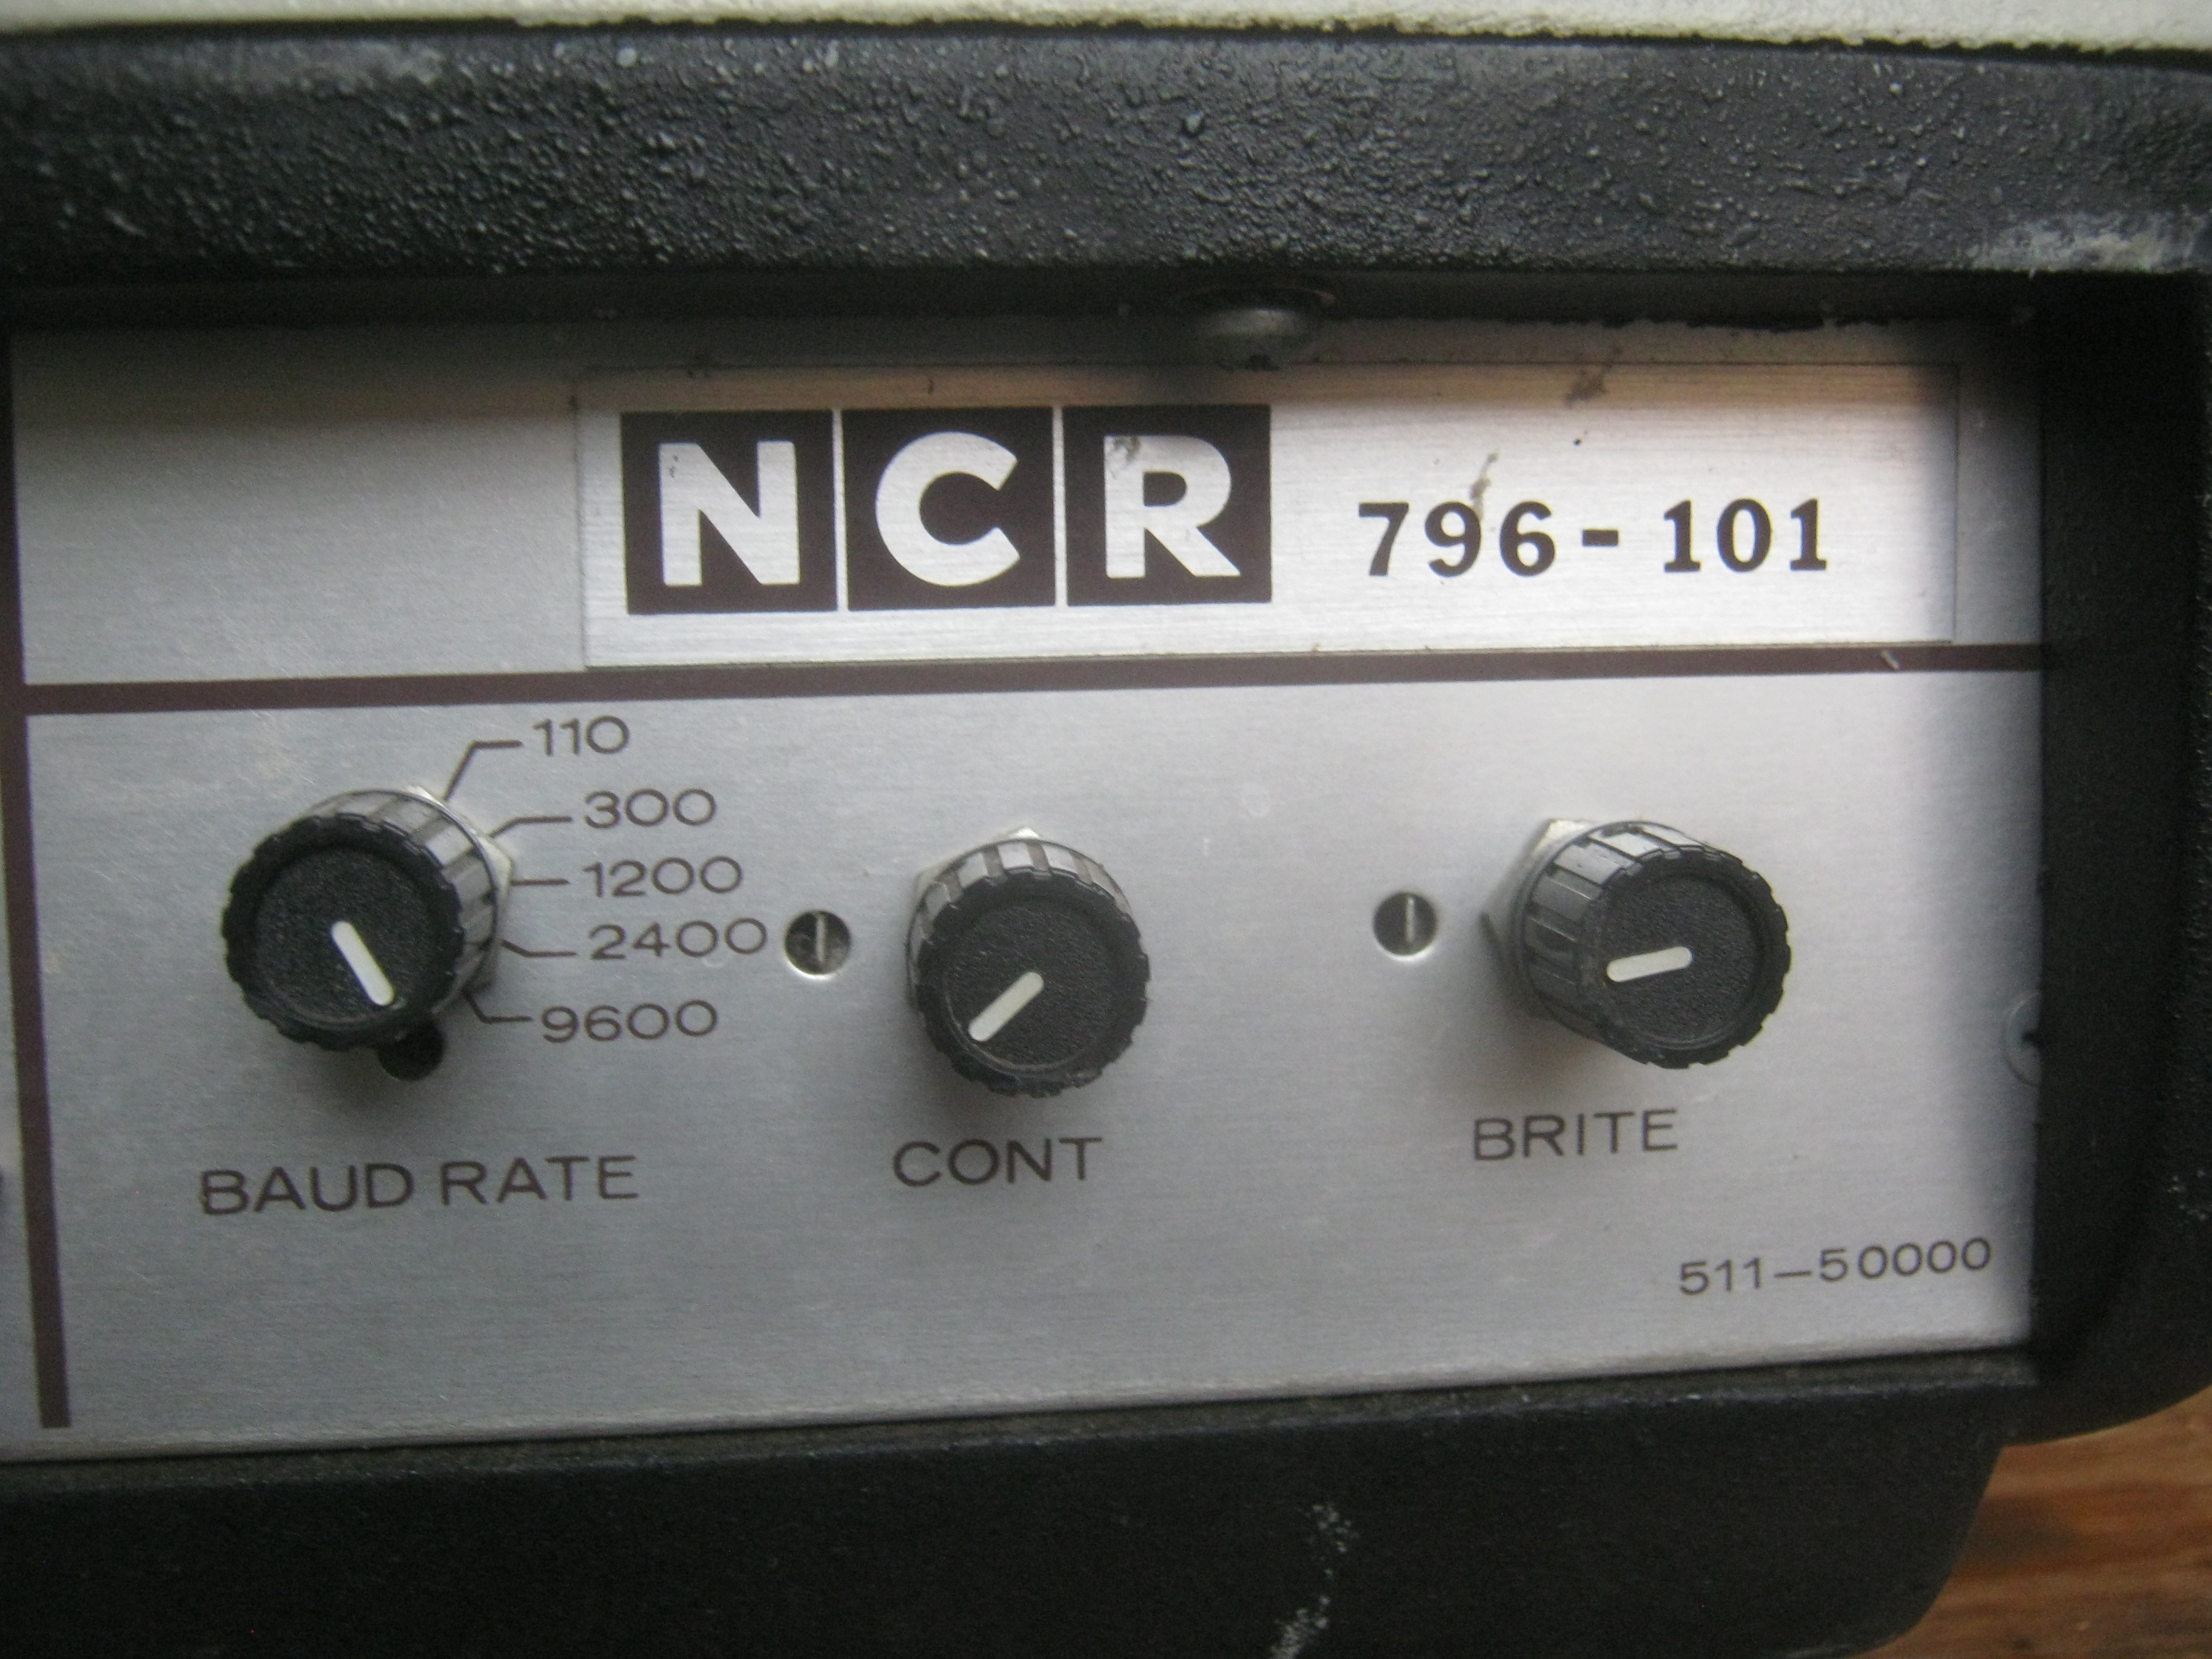 NCR 796-101
110
300
1200
2400
9600
BAUD RATE
CONT
BRITE
511-50000